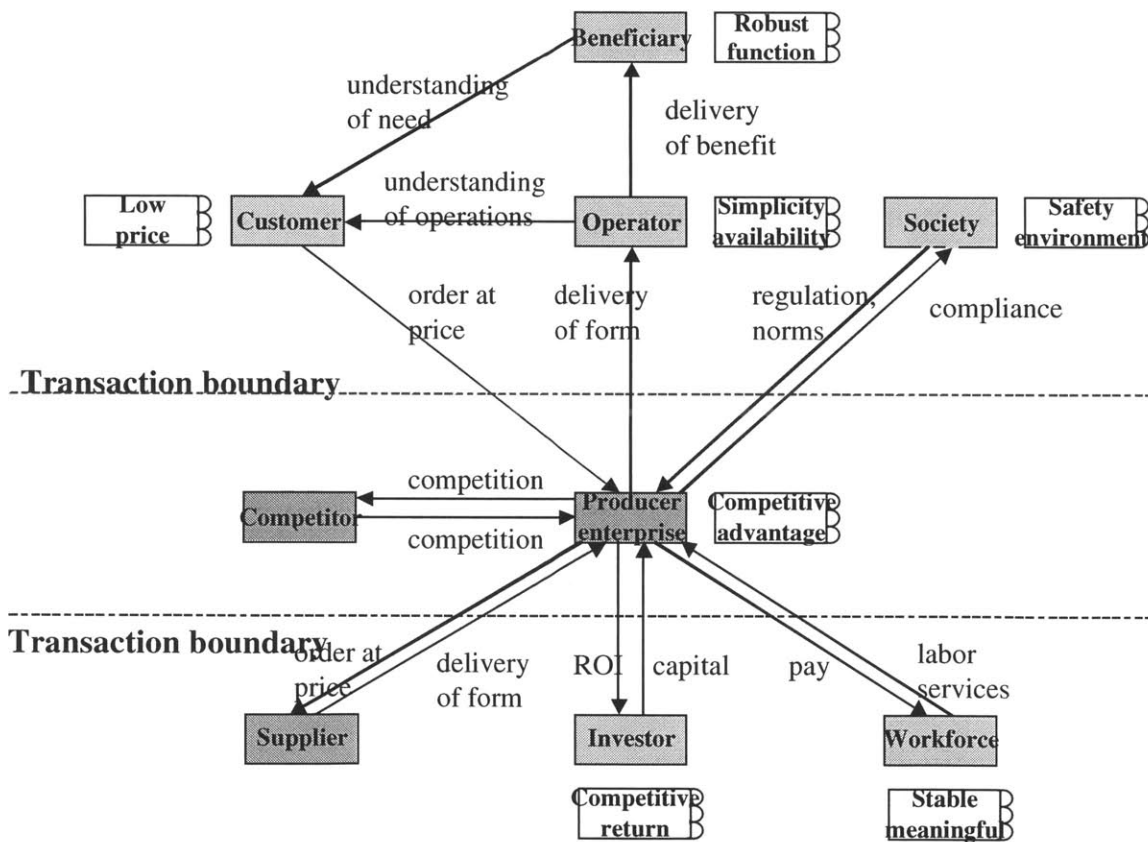 Beneficiary
Robust
function
understanding
of need
delivery
of benefit
Low
price
Customer
understanding
of operations
Operator
Simplicity
availability
Society
Safety
environment
order at
price
delivery
of form
regulation,
norms
compliance
Transaction boundary
competition
Competitor
competition
Producer
enterprise
Competitive
advantage
Transaction boundary
order at
price
delivery
of form
ROI
capital
pay
labor
services
Supplier
Investor
Workforce
Competitive
return
Stable
meaningful